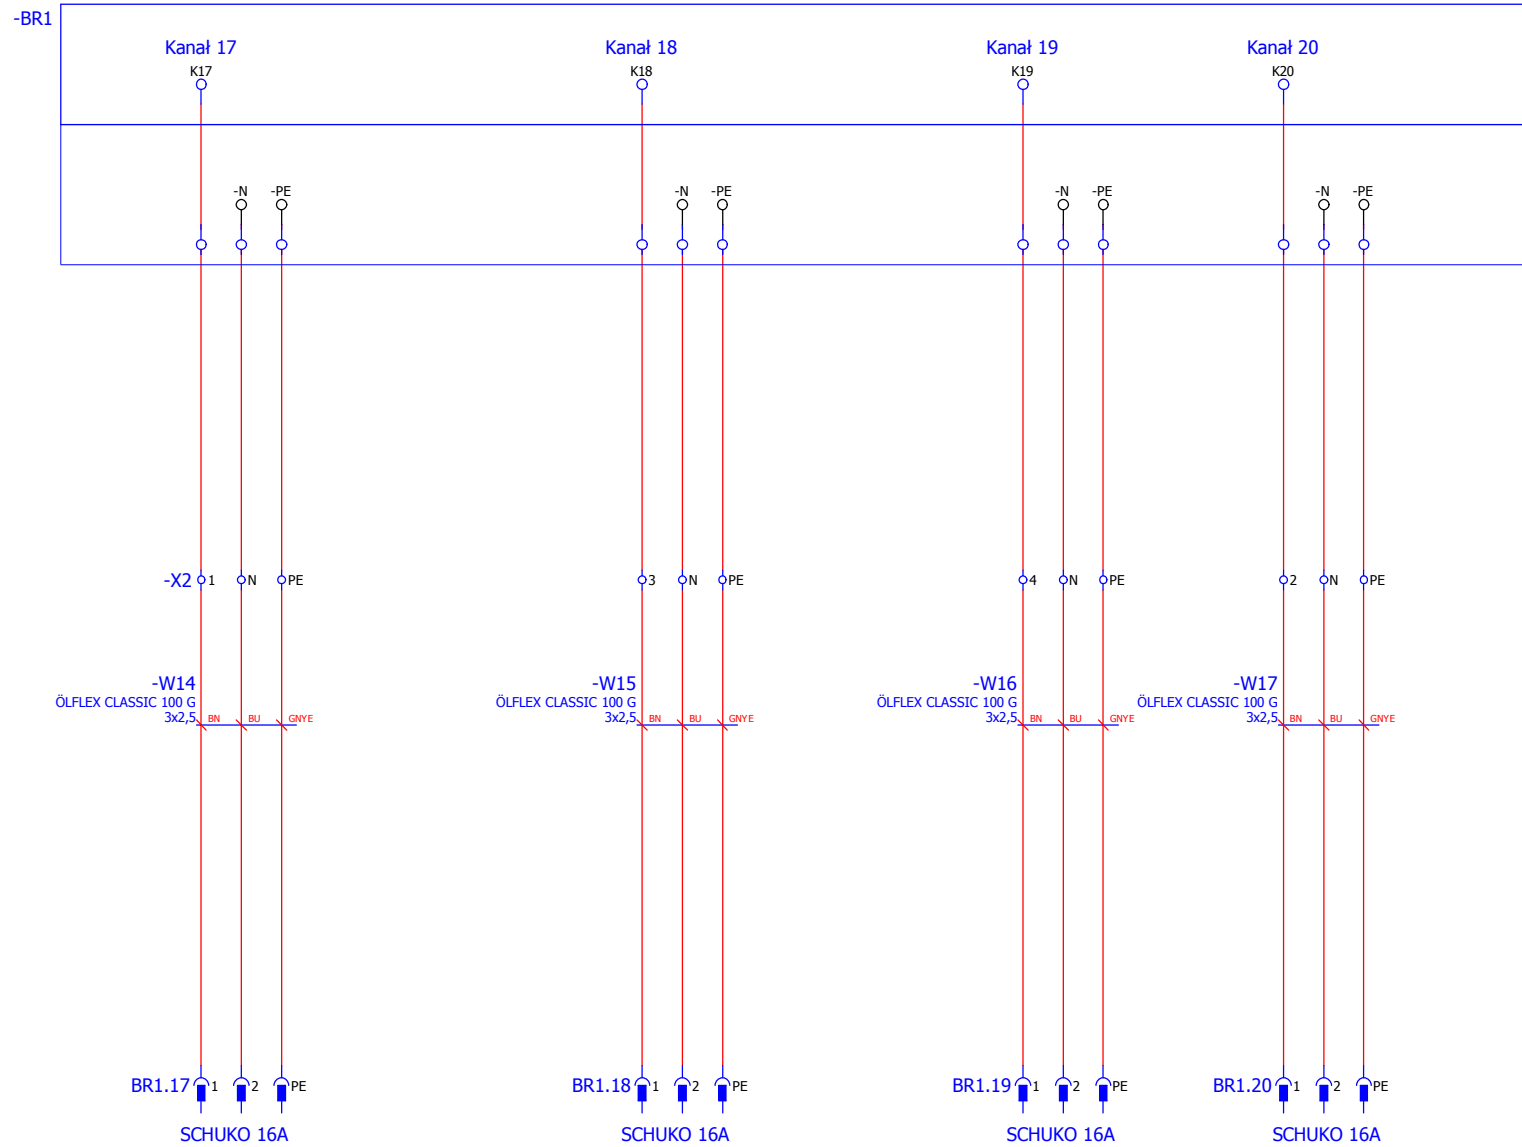 -BR1
Kanał 17 Kanał 18 Kanał 19 Kanał 20
K17 K18 K19 K20
-N -PE -N -PE -N -PE -N -PE
-X2 1 N PE 3 N PE 4 N PE 2 N PE
-W14 -W15 -W16 -W17
ÖLFLEX CLASSIC 100 G ÖLFLEX CLASSIC 100 G ÖLFLEX CLASSIC 100 G ÖLFLEX CLASSIC 100 G
3x2,5 BN BU GNYE 3x2,5 BN BU GNYE 3x2,5 BN BU GNYE 3x2,5 BN BU GNYE
BR1.17 1 2 PE BR1.18 1 2 PE BR1.19 1 2 PE BR1.20 1 2 PE
SCHUKO 16A SCHUKO 16A SCHUKO 16A SCHUKO 16A